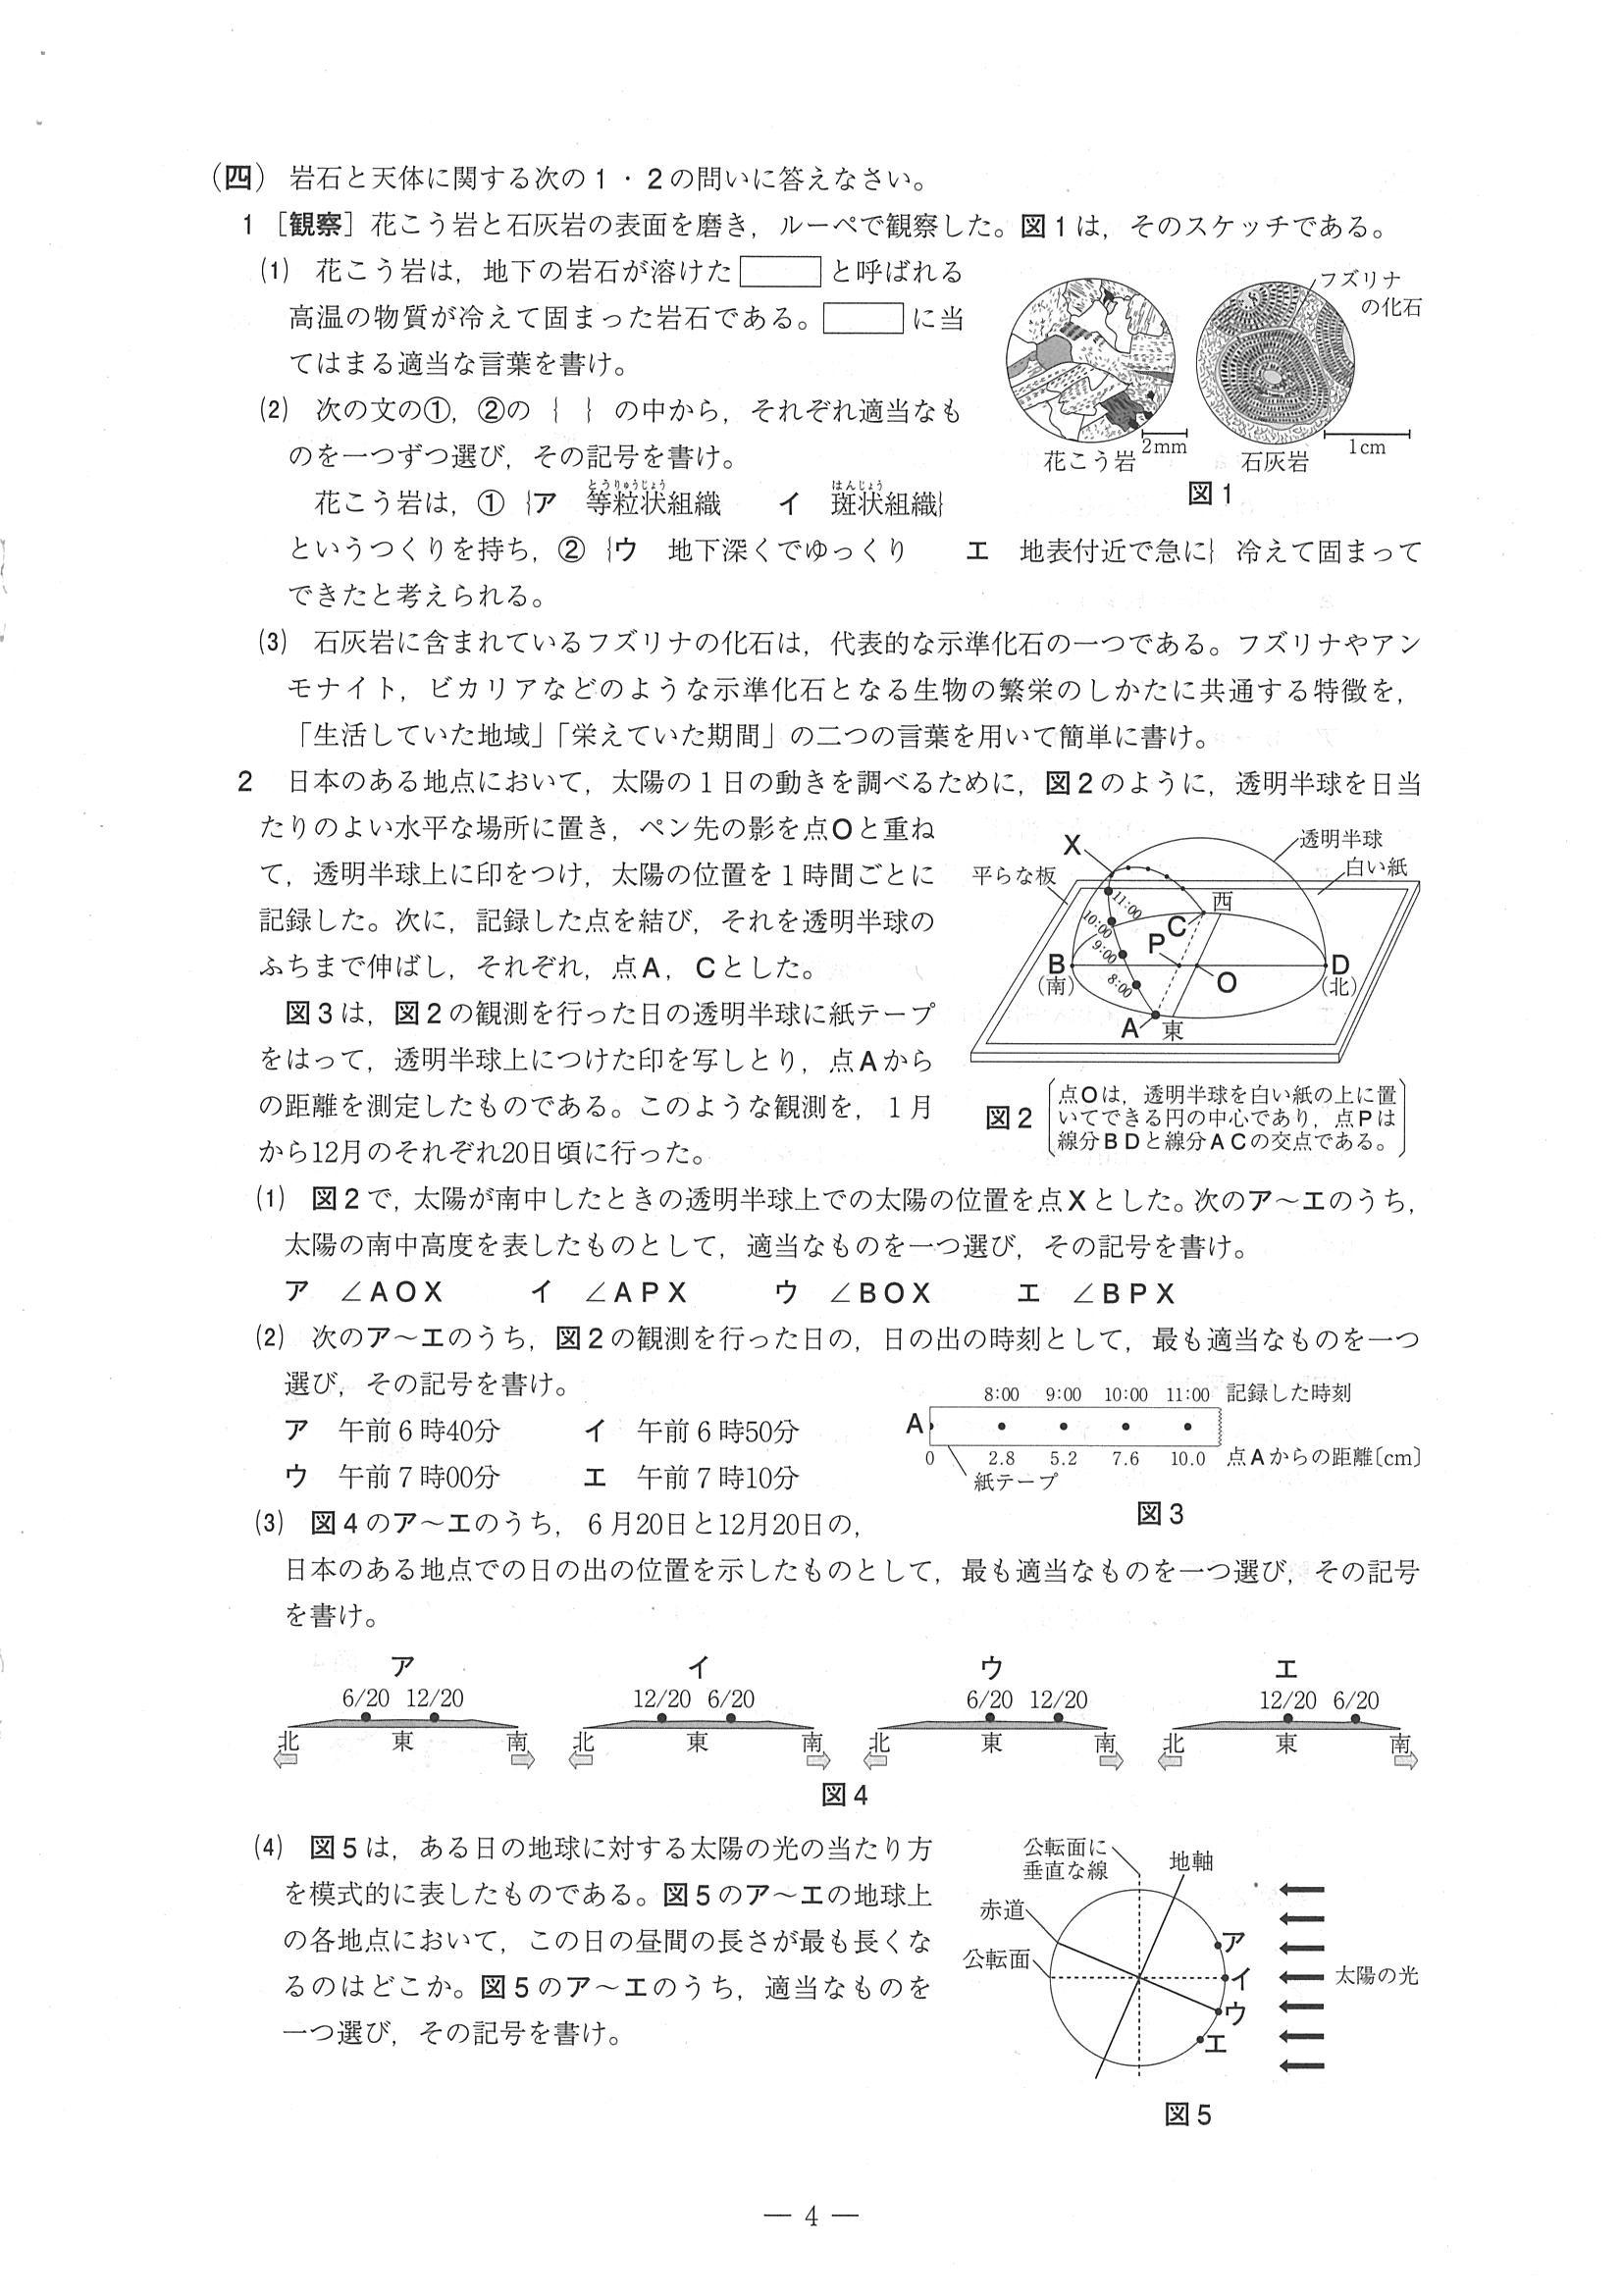 (四) 岩石と天体に関する次の1・2の問いに答えなさい。
1 [観察] 花こう岩と石灰岩の表面を磨き，ルーペで観察した。図1は，そのスケッチである。
(1) 花こう岩は，地下の岩石が溶けた□と呼ばれる
高温の物質が冷えて固まった岩石である。□に当
てはまる適当な言葉を書け。
(2) 次の文の①，②の { } の中から，それぞれ適当なも
のを一つずつ選び，その記号を書け。
花こう岩は，① {ア 等粒状組織 イ 斑状組織}
とうりゅうじょう はんじょう
というつくりを持ち，② {ウ 地下深くでゆっくり エ 地表付近で急に} 冷えて固まって
できたと考えられる。
フズリナ
の化石
2mm
1cm
花こう岩
石灰岩
図1
(3) 石灰岩に含まれているフズリナの化石は，代表的な示準化石の一つである。フズリナやアン
モナイト，ビカリアなどのような示準化石となる生物の繁栄のしかたに共通する特徴を，
「生活していた地域」「栄えていた期間」の二つの言葉を用いて簡単に書け。
2 日本のある地点において，太陽の1日の動きを調べるために，図2のように，透明半球を日当
たりのよい水平な場所に置き，ペン先の影を点Oと重ね
て，透明半球上に印をつけ，太陽の位置を1時間ごとに
記録した。次に，記録した点を結び，それを透明半球の
ふちまで伸ばし，それぞれ，点A，Cとした。
図3は，図2の観測を行った日の透明半球に紙テープ
をはって，透明半球上につけた印を写しとり，点Aから
の距離を測定したものである。このような観測を，1月
から12月のそれぞれ20日頃に行った。
X
透明半球
白い紙
平らな板
11:00
10:00
9:00
8:00
西
C
P
B
(南)
O
D
(北)
A
東
図2
点Oは，透明半球を白い紙の上に置
いてできる円の中心であり，点Pは
線分BDと線分ACの交点である。
(1) 図2で，太陽が南中したときの透明半球上での太陽の位置を点Xとした。次のア～エのうち，
太陽の南中高度を表したものとして，適当なものを一つ選び，その記号を書け。
ア ∠AOX イ ∠APX ウ ∠BOX エ ∠BPX
(2) 次のア～エのうち，図2の観測を行った日の，日の出の時刻として，最も適当なものを一つ
選び，その記号を書け。
ア 午前6時40分 イ 午前6時50分
ウ 午前7時00分 エ 午前7時10分
8:00 9:00 10:00 11:00 記録した時刻
A
0 2.8 5.2 7.6 10.0 点Aからの距離〔cm〕
紙テープ
図3
(3) 図4のア～エのうち，6月20日と12月20日の，
日本のある地点での日の出の位置を示したものとして，最も適当なものを一つ選び，その記号
を書け。
ア イ ウ エ
6/20 12/20 12/20 6/20 6/20 12/20 12/20 6/20
北 東 南 北 東 南 北 東 南 北 東 南
図4
(4) 図5は，ある日の地球に対する太陽の光の当たり方
を模式的に表したものである。図5のア～エの地球上
の各地点において，この日の昼間の長さが最も長くな
るのはどこか。図5のア～エのうち，適当なものを
一つ選び，その記号を書け。
公転面に
垂直な線
地軸
赤道
公転面
ア
イ
ウ
エ
太陽の光
図5
— 4 —